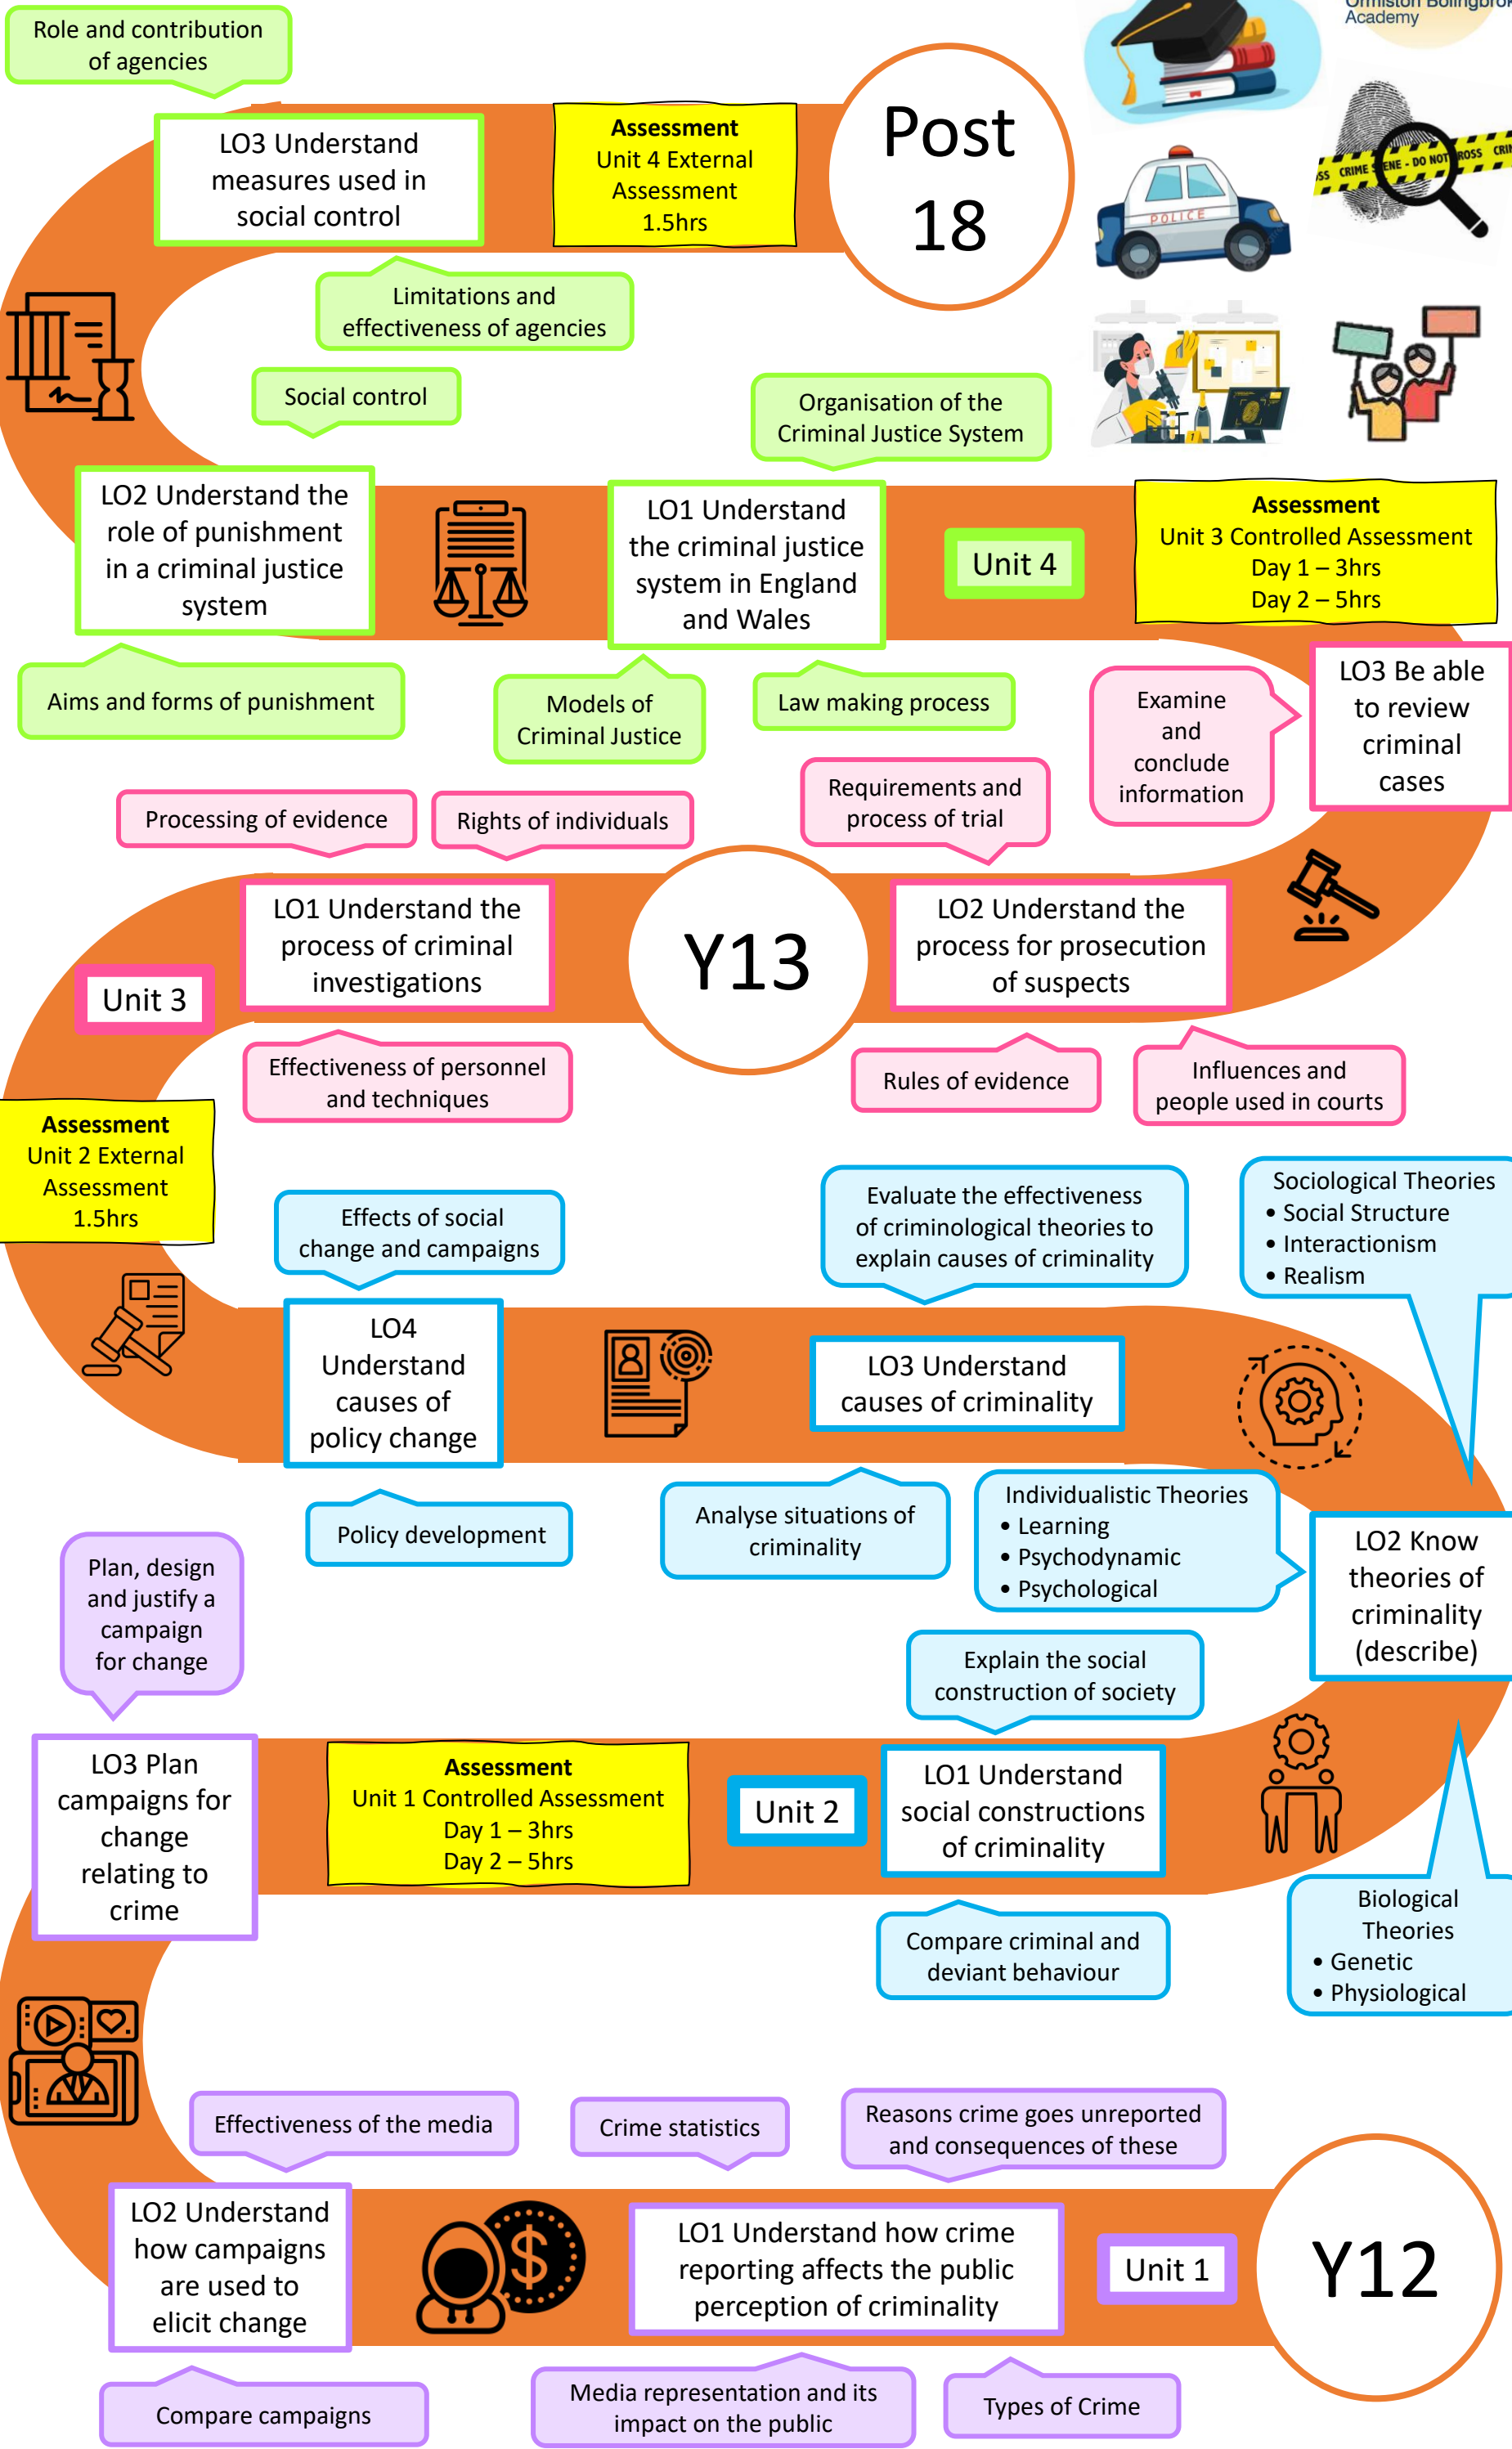 Ormiston Bolingbrok
Academy
Role and contribution
of agencies
LO3 Understand
measures used in
social control
Assessment
Unit 4 External
Assessment
1.5hrs
Post
18
POLICE
SS CRIME SCENE - DO NOT CROSS CRI
Limitations and
effectiveness of agencies
Social control
Organisation of the
Criminal Justice System
LO2 Understand the
role of punishment
in a criminal justice
system
LO1 Understand
the criminal justice
system in England
and Wales
Unit 4
Assessment
Unit 3 Controlled Assessment
Day 1 – 3hrs
Day 2 – 5hrs
Aims and forms of punishment
Models of
Criminal Justice
Law making process
Examine
and
conclude
information
LO3 Be able
to review
criminal
cases
Processing of evidence
Rights of individuals
Requirements and
process of trial
LO1 Understand the
process of criminal
investigations
Y13
LO2 Understand the
process for prosecution
of suspects
Unit 3
Effectiveness of personnel
and techniques
Rules of evidence
Influences and
people used in courts
Assessment
Unit 2 External
Assessment
1.5hrs
Effects of social
change and campaigns
Evaluate the effectiveness
of criminological theories to
explain causes of criminality
Sociological Theories
• Social Structure
• Interactionism
• Realism
LO4
Understand
causes of
policy change
LO3 Understand
causes of criminality
Policy development
Analyse situations of
criminality
Individualistic Theories
• Learning
• Psychodynamic
• Psychological
LO2 Know
theories of
criminality
(describe)
Plan, design
and justify a
campaign
for change
Explain the social
construction of society
LO3 Plan
campaigns for
change
relating to
crime
Assessment
Unit 1 Controlled Assessment
Day 1 – 3hrs
Day 2 – 5hrs
Unit 2
LO1 Understand
social constructions
of criminality
Compare criminal and
deviant behaviour
Biological
Theories
• Genetic
• Physiological
Effectiveness of the media
Crime statistics
Reasons crime goes unreported
and consequences of these
LO2 Understand
how campaigns
are used to
elicit change
LO1 Understand how crime
reporting affects the public
perception of criminality
Unit 1
Y12
Compare campaigns
Media representation and its
impact on the public
Types of Crime